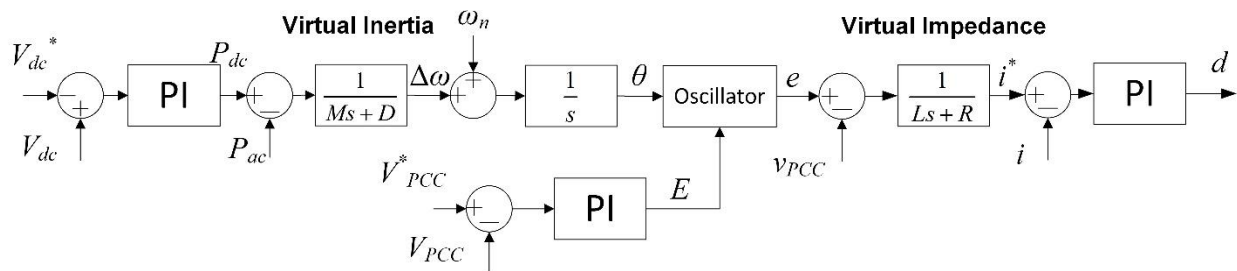 Virtual Inertia
ω_n
Virtual Impedance
V_dc^*
P_dc
Δω
θ
e
i^*
d
− +
PI
+ −
1/(Ms+D)
+ +
1/s
Oscillator
+ −
1/(Ls+R)
+ −
PI
V_dc
P_ac
v_PCC
i
V^*_PCC
+ −
PI
E
V_PCC